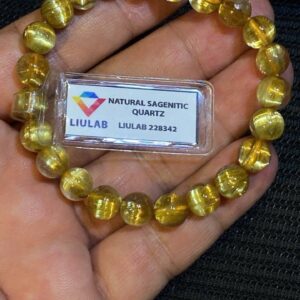 NATURAL SAGENITIC
QUARTZ
LIULAB
LIULAB 228342